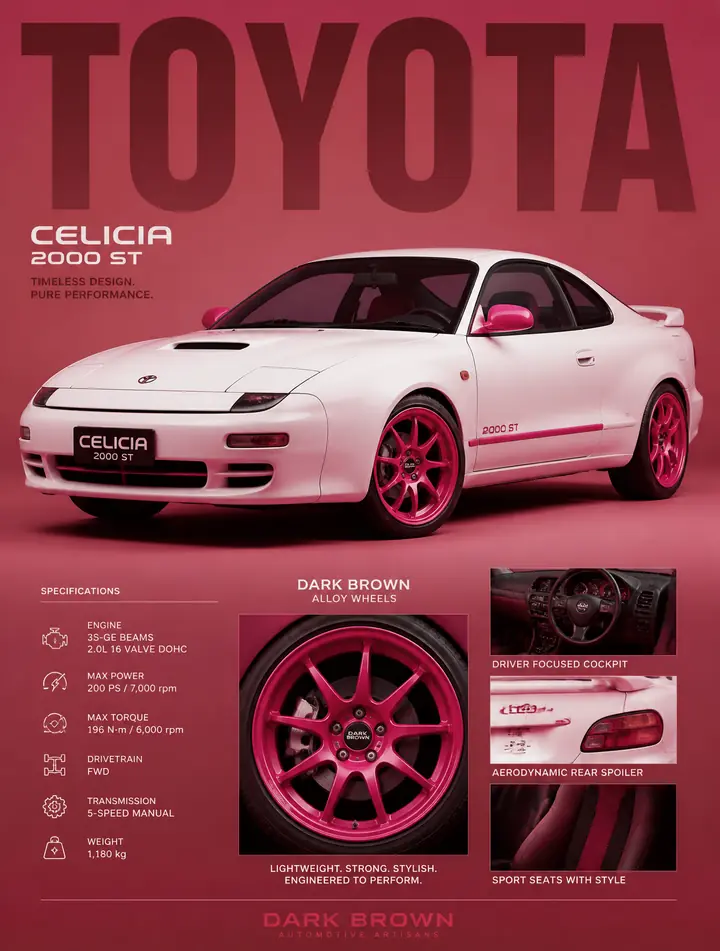 TOYOTA
CELICIA
2000 ST
TIMELESS DESIGN.
PURE PERFORMANCE.
CELICIA
2000 ST
2000 ST
SPECIFICATIONS
ENGINE
3S-GE BEAMS
2.0L 16 VALVE DOHC
MAX POWER
200 PS / 7,000 rpm
MAX TORQUE
196 N·m / 6,000 rpm
DRIVETRAIN
FWD
TRANSMISSION
5-SPEED MANUAL
WEIGHT
1,180 kg
DARK BROWN
ALLOY WHEELS
DARK
BROWN
LIGHTWEIGHT. STRONG. STYLISH.
ENGINEERED TO PERFORM.
DRIVER FOCUSED COCKPIT
AERODYNAMIC REAR SPOILER
SPORT SEATS WITH STYLE
DARK BROWN
AUTOMOTIVE ARTISANS